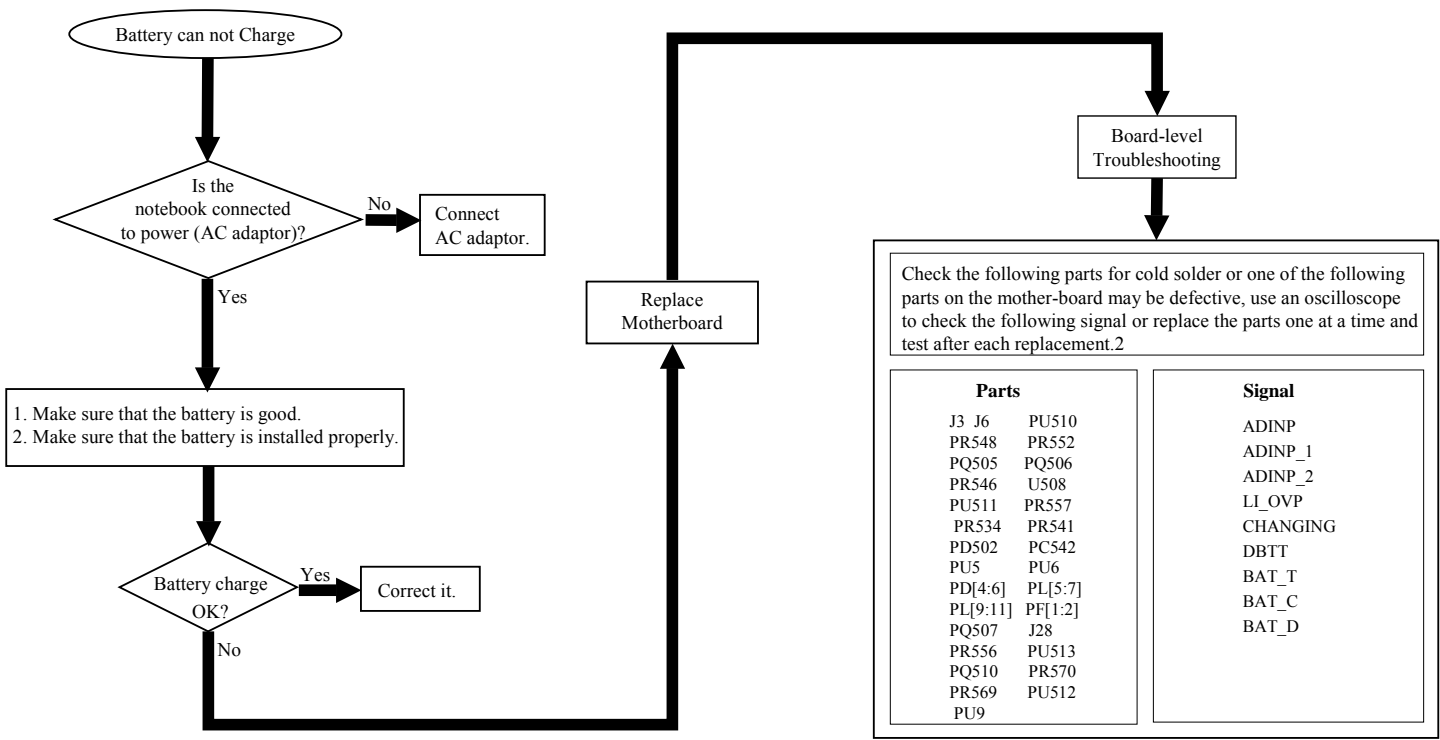 Battery can not Charge
Is the
notebook connected
to power (AC adaptor)?
No
Connect
AC adaptor.
Yes
1. Make sure that the battery is good.
2. Make sure that the battery is installed properly.
Battery charge
OK?
Yes
Correct it.
No
Replace
Motherboard
Board-level
Troubleshooting
Check the following parts for cold solder or one of the following
parts on the mother-board may be defective, use an oscilloscope
to check the following signal or replace the parts one at a time and
test after each replacement.2
Parts
J3 J6 PU510
PR548 PR552
PQ505 PQ506
PR546 U508
PU511 PR557
PR534 PR541
PD502 PC542
PU5 PU6
PD[4:6] PL[5:7]
PL[9:11] PF[1:2]
PQ507 J28
PR556 PU513
PQ510 PR570
PR569 PU512
PU9
Signal
ADINP
ADINP_1
ADINP_2
LI_OVP
CHANGING
DBTT
BAT_T
BAT_C
BAT_D